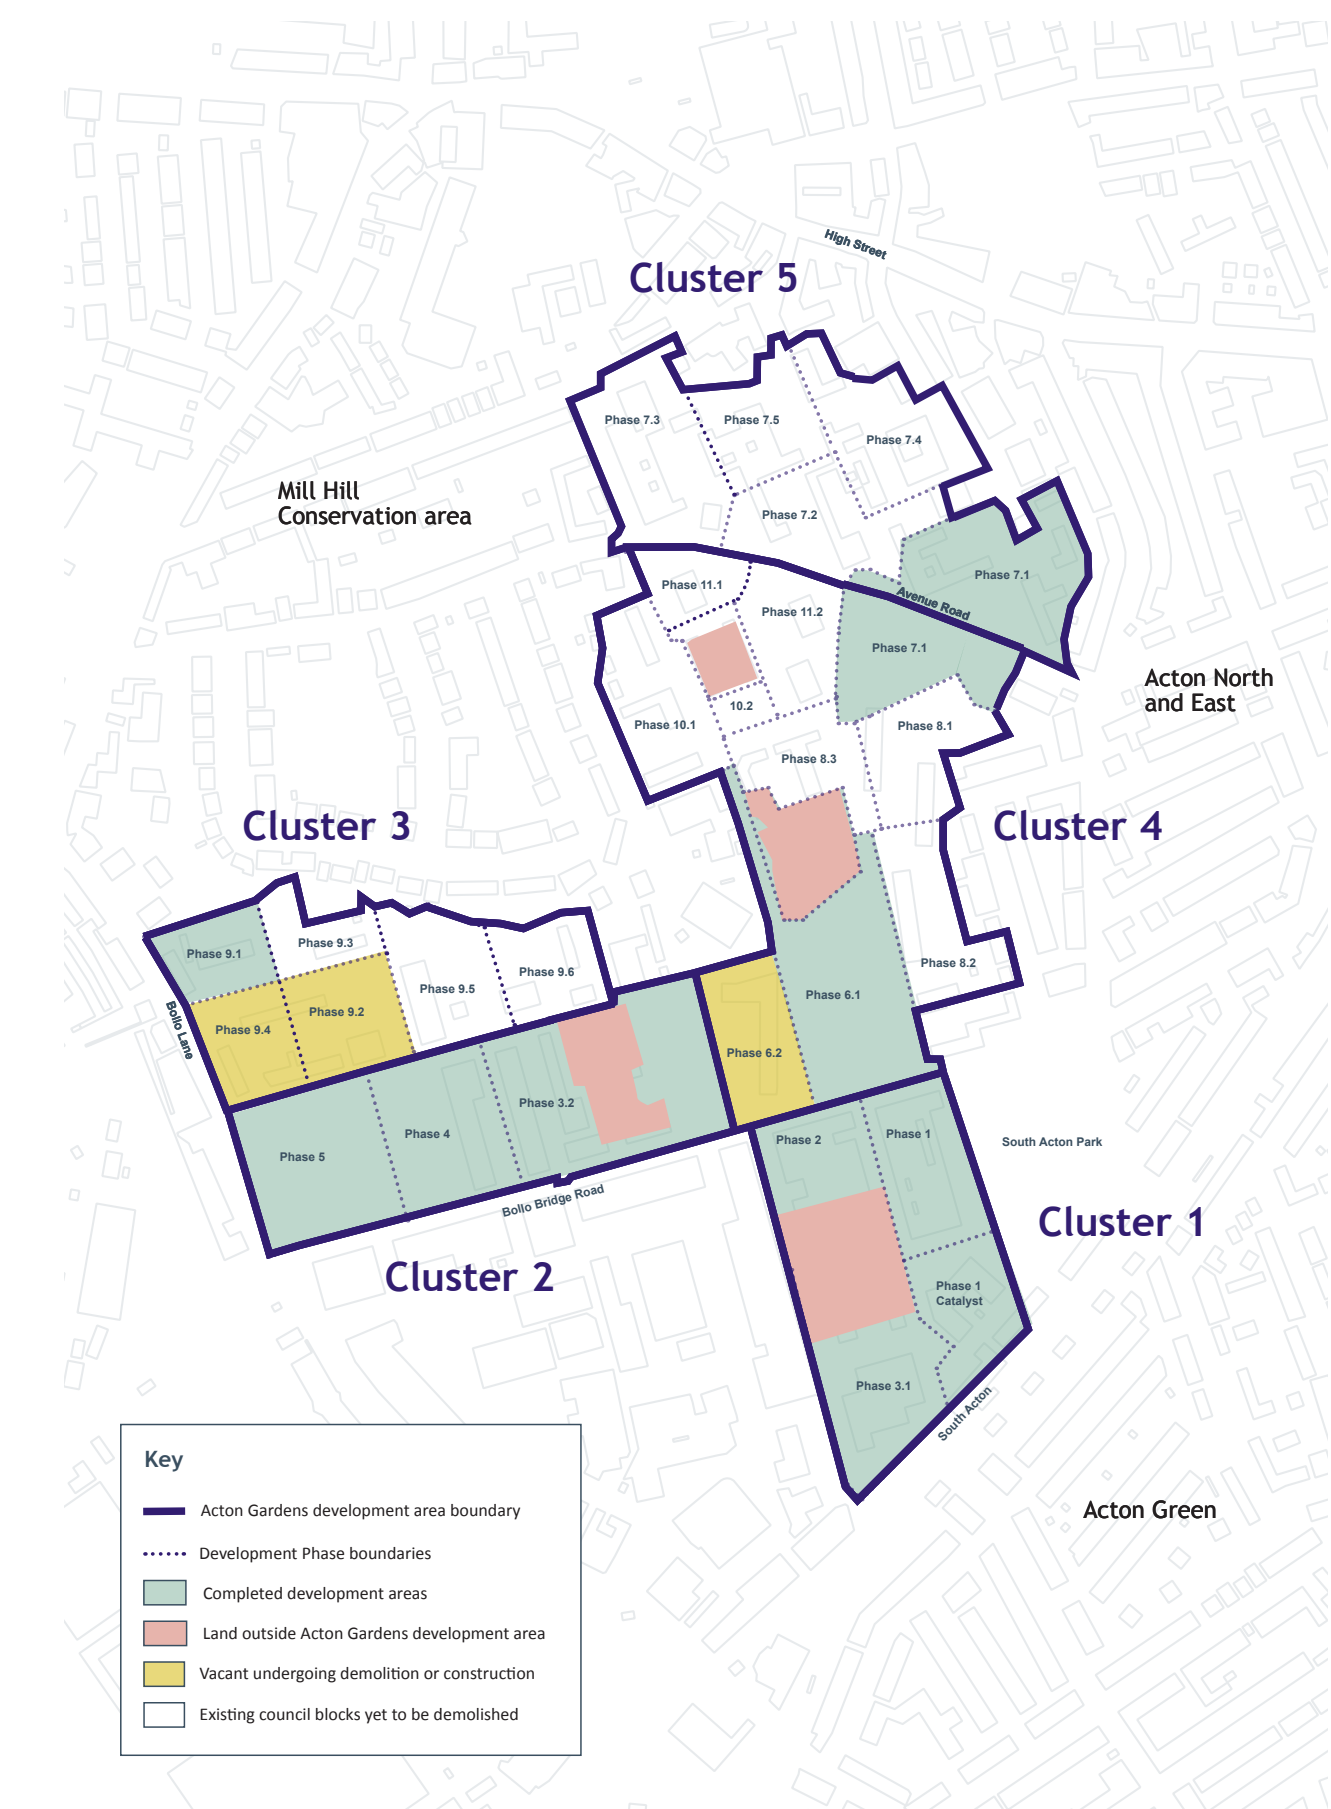 High Street
Cluster 5
Phase 7.3
Phase 7.5
Phase 7.4
Mill Hill
Conservation area
Phase 7.2
Phase 7.1
Phase 11.1
Avenue Road
Phase 11.2
Phase 7.1
Acton North
and East
10.2
Phase 10.1
Phase 8.1
Phase 8.3
Cluster 3
Cluster 4
Phase 9.1
Phase 9.3
Phase 9.6
Phase 8.2
Phase 9.5
Phase 6.1
Phase 9.2
Bollo Lane
Phase 9.4
Phase 6.2
Phase 3.2
Phase 4
Phase 2
Phase 1
South Acton Park
Phase 5
Bollo Bridge Road
Cluster 1
Cluster 2
Phase 1
Catalyst
Phase 3.1
South Acton
Acton Green
Key
Acton Gardens development area boundary
Development Phase boundaries
Completed development areas
Land outside Acton Gardens development area
Vacant undergoing demolition or construction
Existing council blocks yet to be demolished